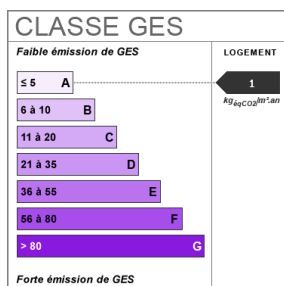 CLASSE GES
Faible émission de GES
LOGEMENT
≤ 5 A
1
kgéqCO2/m².an
6 à 10 B
11 à 20 C
21 à 35 D
36 à 55 E
56 à 80 F
> 80 G
Forte émission de GES